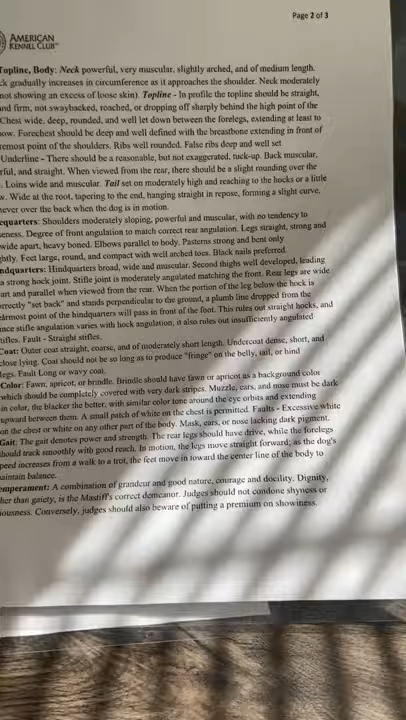 Page 2 of 3
AMERICAN
KENNEL CLUB
Topline, Body: Neck powerful, very muscular, slightly arched, and of medium length.
ck gradually increases in circumference as it approaches the shoulder. Neck moderately
not showing an excess of loose skin). Topline - In profile the topline should be straight,
and firm, not swaybacked, roached, or dropping off sharply behind the high point of the
Chest wide, deep, rounded, and well let down between the forelegs, extending at least to
ow. Forechest should be deep and well defined with the breastbone extending in front of
remost point of the shoulders. Ribs well rounded. False ribs deep and well set
Underline - There should be a reasonable, but not exaggerated, tuck-up. Back muscular,
rful, and straight. When viewed from the rear, there should be a slight rounding over the
. Loins wide and muscular. Tail set on moderately high and reaching to the hocks or a little
w. Wide at the root, tapering to the end, hanging straight in repose, forming a slight curve,
never over the back when the dog is in motion.
equarters: Shoulders moderately sloping, powerful and muscular, with no tendency to
seness. Degree of front angulation to match correct rear angulation. Legs straight, strong and
wide apart, heavy boned. Elbows parallel to body. Pasterns strong and bent only
ghtly. Feet large, round, and compact with well arched toes. Black nails preferred.
ndquarters: Hindquarters broad, wide and muscular. Second thighs well developed, leading
a strong hock joint. Stifle joint is moderately angulated matching the front. Rear legs are wide
art and parallel when viewed from the rear. When the portion of the leg below the hock is
orrectly "set back" and stands perpendicular to the ground, a plumb line dropped from the
earmost point of the hindquarters will pass in front of the foot. This rules out straight hocks, and
ince stifle angulation varies with hock angulation, it also rules out insufficiently angulated
tifles. Fault - Straight stifles.
Coat: Outer coat straight, coarse, and of moderately short length. Undercoat dense, short, and
close lying. Coat should not be so long as to produce "fringe" on the belly, tail, or hind
legs. Fault Long or wavy coat.
Color: Fawn, apricot, or brindle. Brindle should have fawn or apricot as a background color
which should be completely covered with very dark stripes. Muzzle, ears, and nose must be dark
in color, the blacker the better, with similar color tone around the eye orbits and extending
upward between them. A small patch of white on the chest is permitted. Faults - Excessive white
on the chest or white on any other part of the body. Mask, ears, or nose lacking dark pigment.
Gait: The gait denotes power and strength. The rear legs should have drive, while the forelegs
should track smoothly with good reach. In motion, the legs move straight forward; as the dog's
peed increases from a walk to a trot, the feet move in toward the center line of the body to
aintain balance.
emperament: A combination of grandeur and good nature, courage and docility. Dignity,
her than gaiety, is the Mastiff's correct demeanor. Judges should not condone shyness or
iousness. Conversely, judges should also beware of putting a premium on showiness.